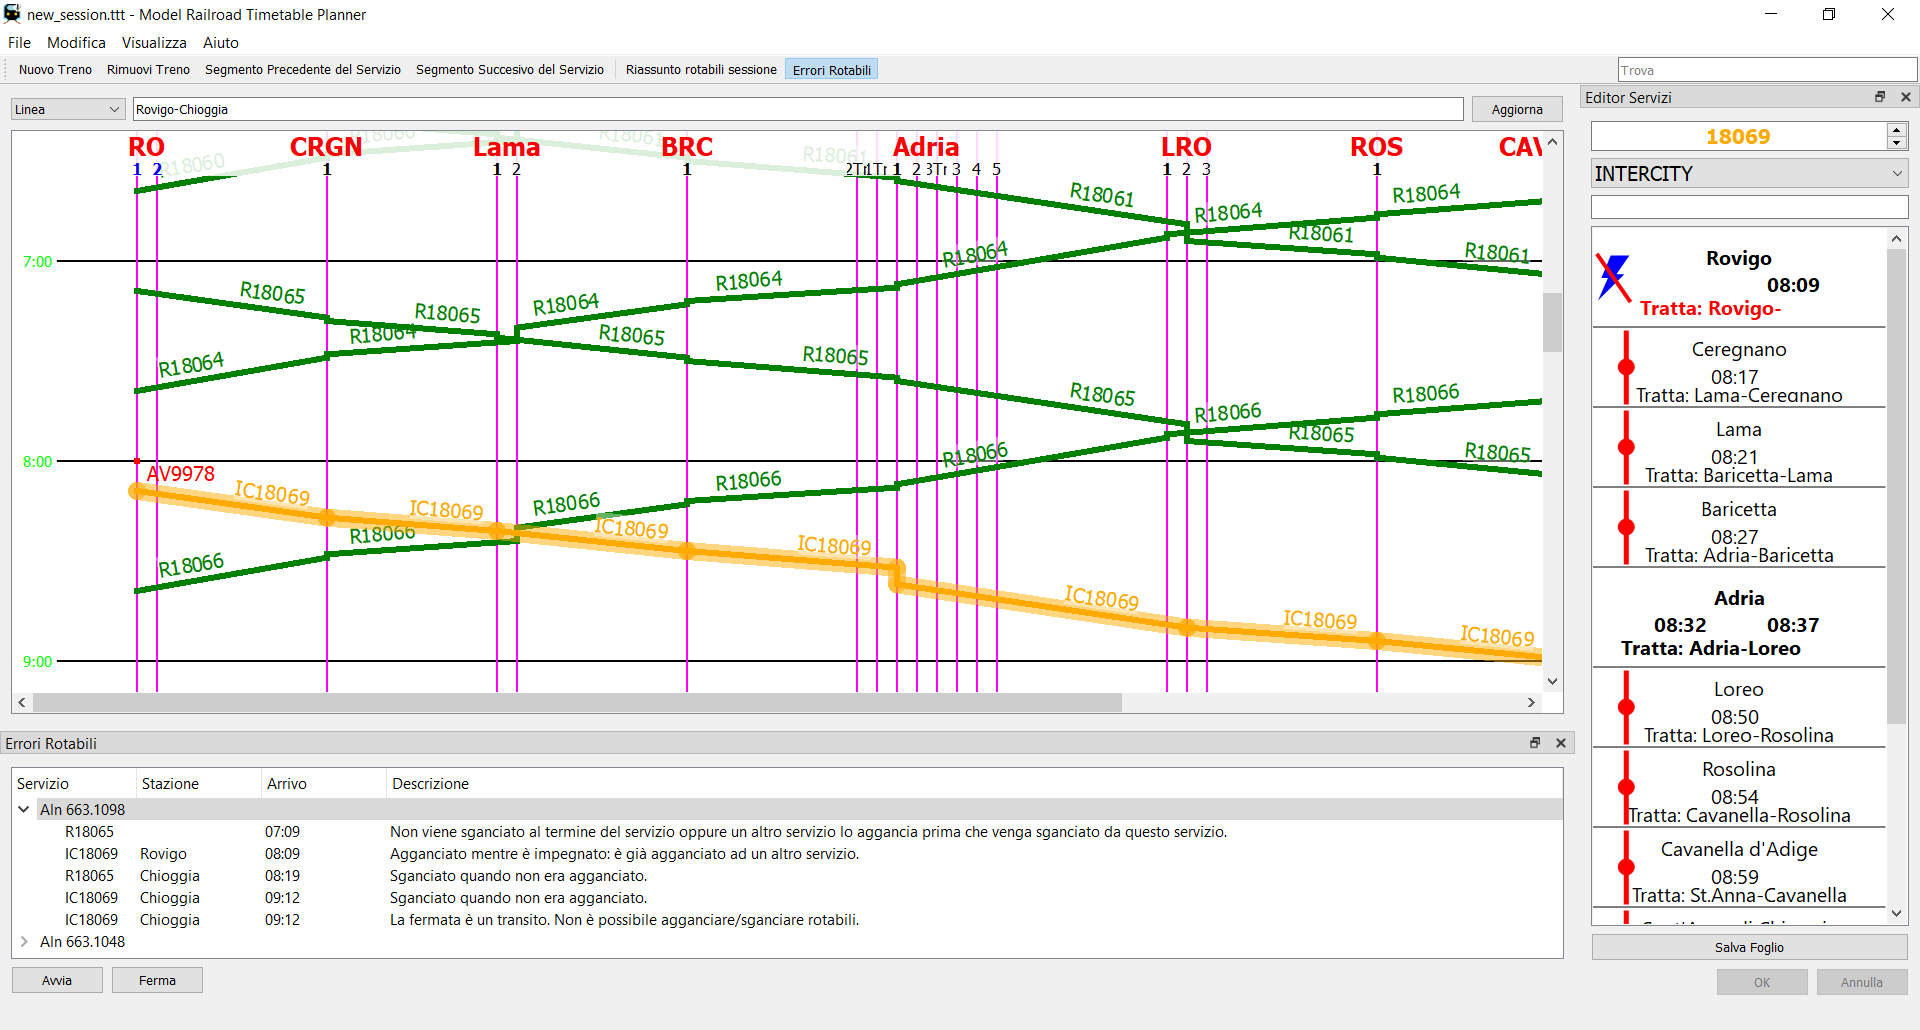 new_session.ttt - Model Railroad Timetable Planner
File Modifica Visualizza Aiuto
Nuovo Treno Rimuovi Treno Segmento Precedente del Servizio Segmento Succesivo del Servizio Riassunto rotabili sessione Errori Rotabili Trova
Linea Rovigo-Chioggia Aggiorna
RO CRGN Lama BRC Adria LRO ROS CAV
1 2 1 1 2 1 2Tr 1Tr 1 2 3Tr 3 4 5 1 2 3 1
R18060 R18060 R18061 R18061
R18061 R18064 R18064
R18061 R18061
R18064
7:00
R18065 R18065 R18064 R18064
R18064 R18064 R18065 R18065
R18065 R18066 R18066
R18065 R18065
R18066
8:00
AV9978
IC18069 IC18069 R18066 R18066
R18066 R18066 IC18069 IC18069
IC18069 IC18069 IC18069
9:00
Errori Rotabili
Servizio Stazione Arrivo Descrizione
Aln 663.1098
R18065 07:09 Non viene sganciato al termine del servizio oppure un altro servizio lo aggancia prima che venga sganciato da questo servizio.
IC18069 Rovigo 08:09 Agganciato mentre è impegnato: è già agganciato ad un altro servizio.
R18065 Chioggia 08:19 Sganciato quando non era agganciato.
IC18069 Chioggia 09:12 Sganciato quando non era agganciato.
IC18069 Chioggia 09:12 La fermata è un transito. Non è possibile agganciare/sganciare rotabili.
Aln 663.1048
Avvia Ferma
Editor Servizi
18069
INTERCITY
Rovigo
08:09
Tratta: Rovigo-
Ceregnano
08:17
Tratta: Lama-Ceregnano
Lama
08:21
Tratta: Baricetta-Lama
Baricetta
08:27
Tratta: Adria-Baricetta
Adria
08:32 08:37
Tratta: Adria-Loreo
Loreo
08:50
Tratta: Loreo-Rosolina
Rosolina
08:54
Tratta: Cavanella-Rosolina
Cavanella d'Adige
08:59
Tratta: St.Anna-Cavanella
Sant'Anna di Chioggia
Salva Foglio
OK Annulla